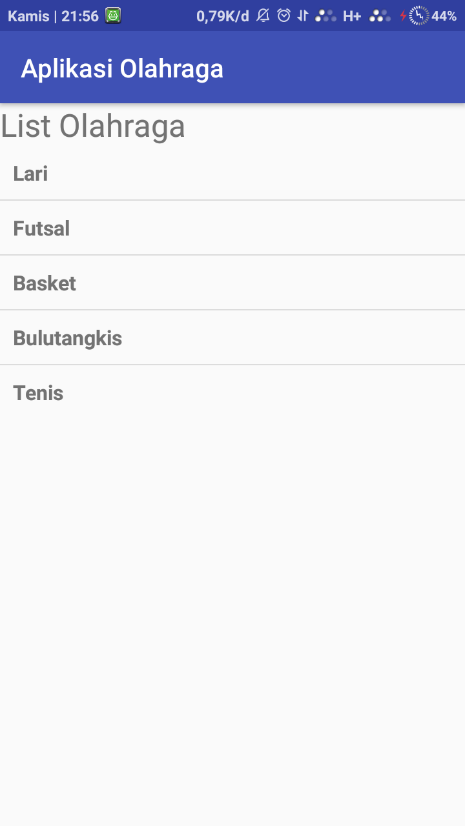 Kamis | 21:56 0,79K/d H+ 44%
Aplikasi Olahraga
List Olahraga
Lari
Futsal
Basket
Bulutangkis
Tenis